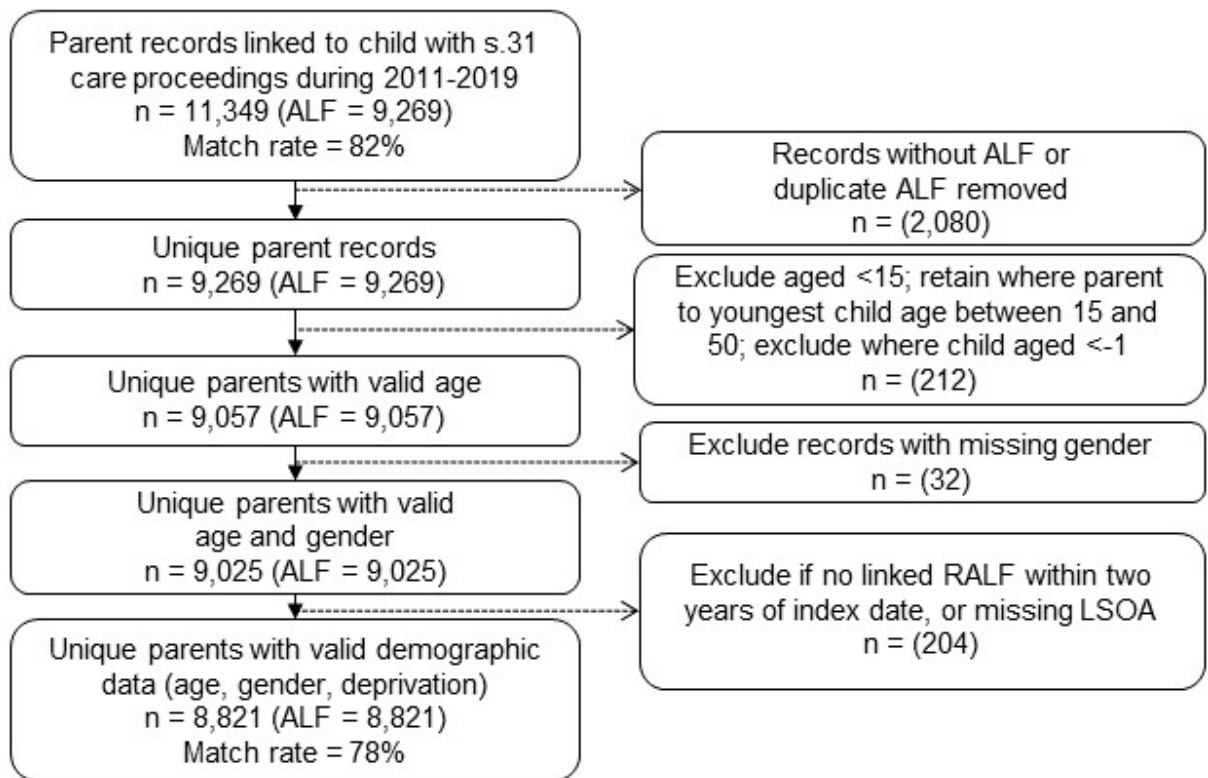 Parent records linked to child with s.31
care proceedings during 2011-2019
n = 11,349 (ALF = 9,269)
Match rate = 82%
Records without ALF or
duplicate ALF removed
n = (2,080)
Unique parent records
n = 9,269 (ALF = 9,269)
Exclude aged <15; retain where parent
to youngest child age between 15 and
50; exclude where child aged <-1
n = (212)
Unique parents with valid age
n = 9,057 (ALF = 9,057)
Exclude records with missing gender
n = (32)
Unique parents with valid
age and gender
n = 9,025 (ALF = 9,025)
Exclude if no linked RALF within two
years of index date, or missing LSOA
n = (204)
Unique parents with valid demographic
data (age, gender, deprivation)
n = 8,821 (ALF = 8,821)
Match rate = 78%